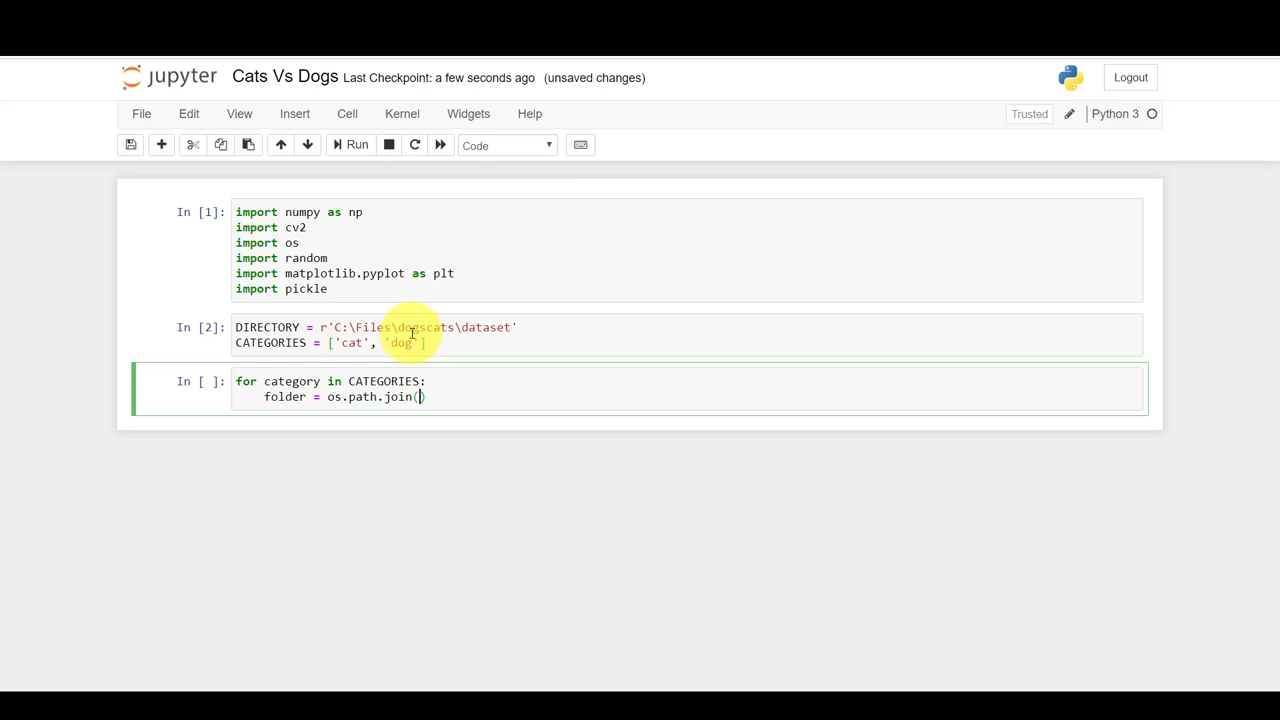 jupyter Cats Vs Dogs Last Checkpoint: a few seconds ago (unsaved changes) Logout
File Edit View Insert Cell Kernel Widgets Help Trusted Python 3
Run Code
In [1]: import numpy as np
import cv2
import os
import random
import matplotlib.pyplot as plt
import pickle
In [2]: DIRECTORY = r'C:\Files\dogscats\dataset'
CATEGORIES = ['cat', 'dog']
In [ ]: for category in CATEGORIES:
    folder = os.path.join()